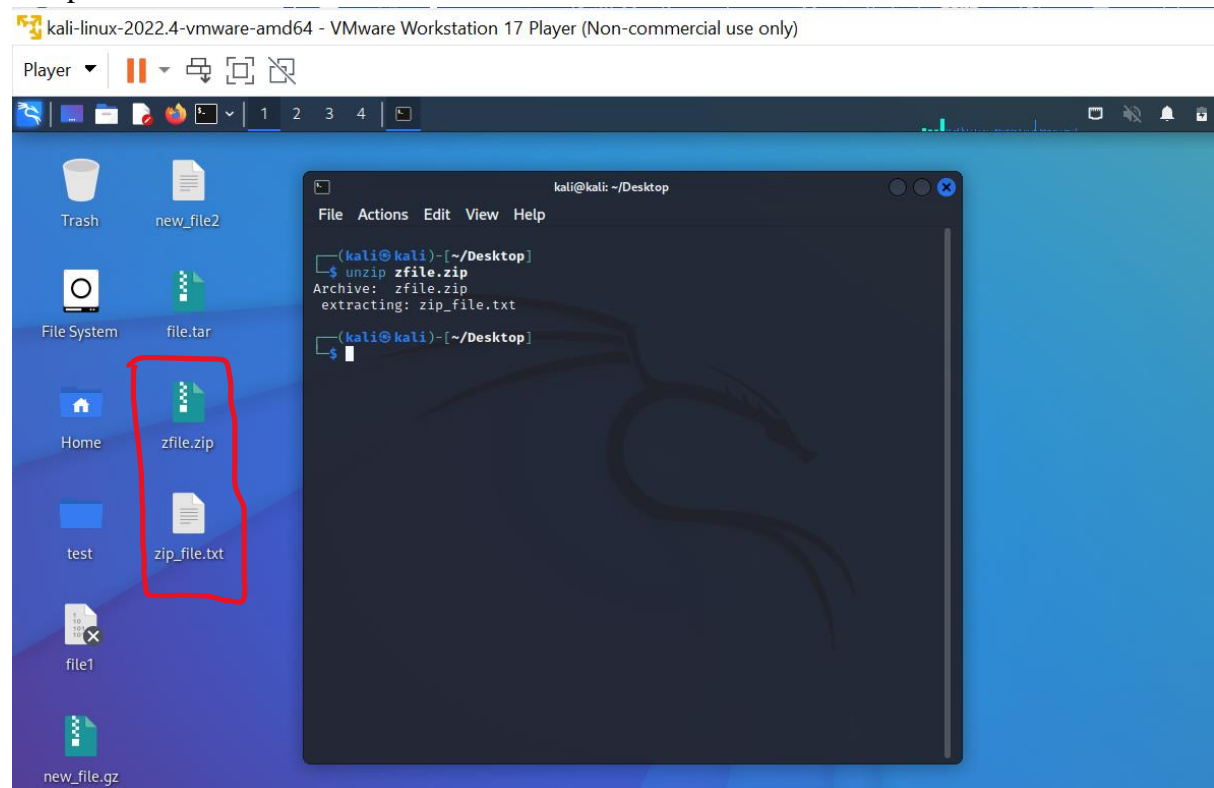 kali-linux-2022.4-vmware-amd64 - VMware Workstation 17 Player (Non-commercial use only)
Player
1 2 3 4
Trash
new_file2
File System
file.tar
Home
zfile.zip
test
zip_file.txt
file1
new_file.gz
kali@kali: ~/Desktop
File Actions Edit View Help
(kali㉿kali)-[~/Desktop]
$ unzip zfile.zip
Archive: zfile.zip
extracting: zip_file.txt
(kali㉿kali)-[~/Desktop]
$